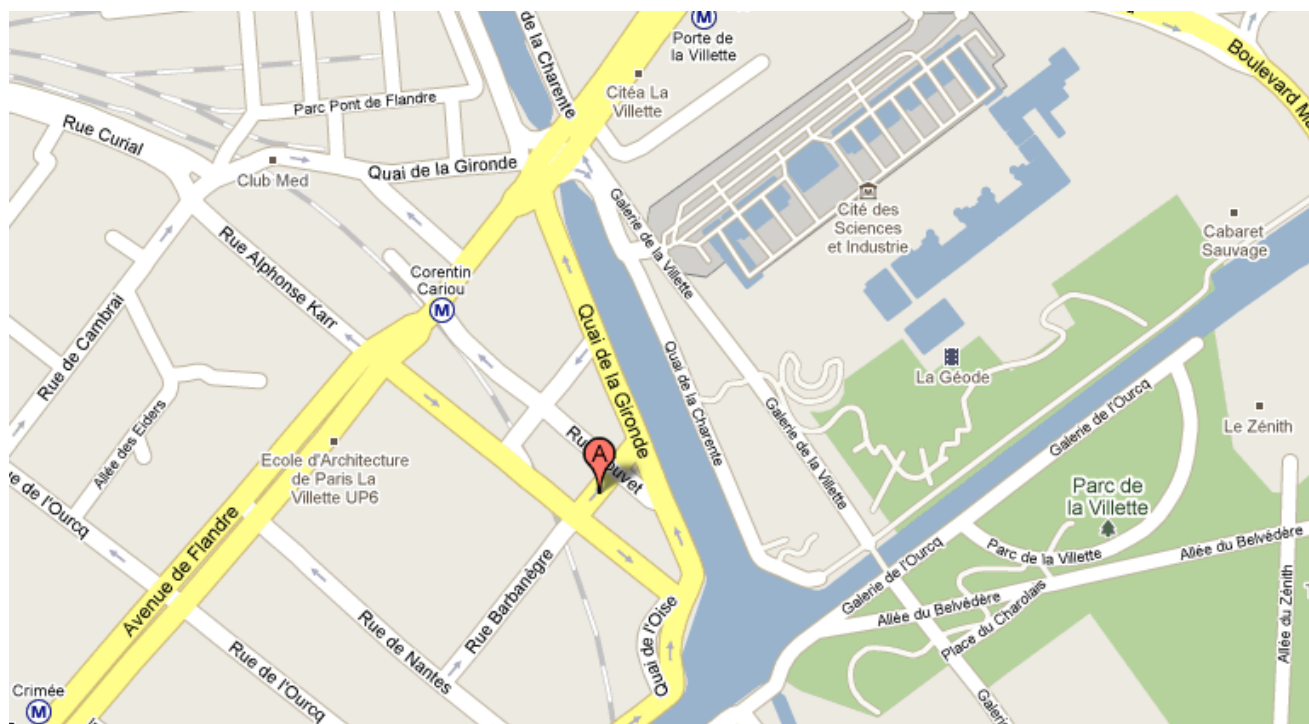 de la Charente
M
Porte de
la Villette
Boulevard Ma
Parc Pont de Flandre
Citéa La
Villette
Rue Curial
Club Med
Quai de la Gironde
Galerie de la Villette
M
Cité des
Sciences
et Industrie
Cabaret
Sauvage
Rue Alphonse Karr
Corentin
Cariou
M
Rue de Cambrai
Quai de la Gironde
Quai de la Charente
La Géode
Galerie de l'Ourcq
Galerie de la Villette
Le Zénith
Allée des Eiders
Ecole d'Architecture
de Paris La
Villette UP6
A
ve de l'Ourcq
Avenue de Flandre
Parc de
la Villette
Parc de la Villette
Allée du Belvédère
Galerie de l'Ourcq
Allée du Belvédère
Place du Charolais
Allée du Zénith
Rue Barbanègre
Quai de l'Oise
Rue de Nantes
Rue de l'Ourcq
Crimée
M
Galerie